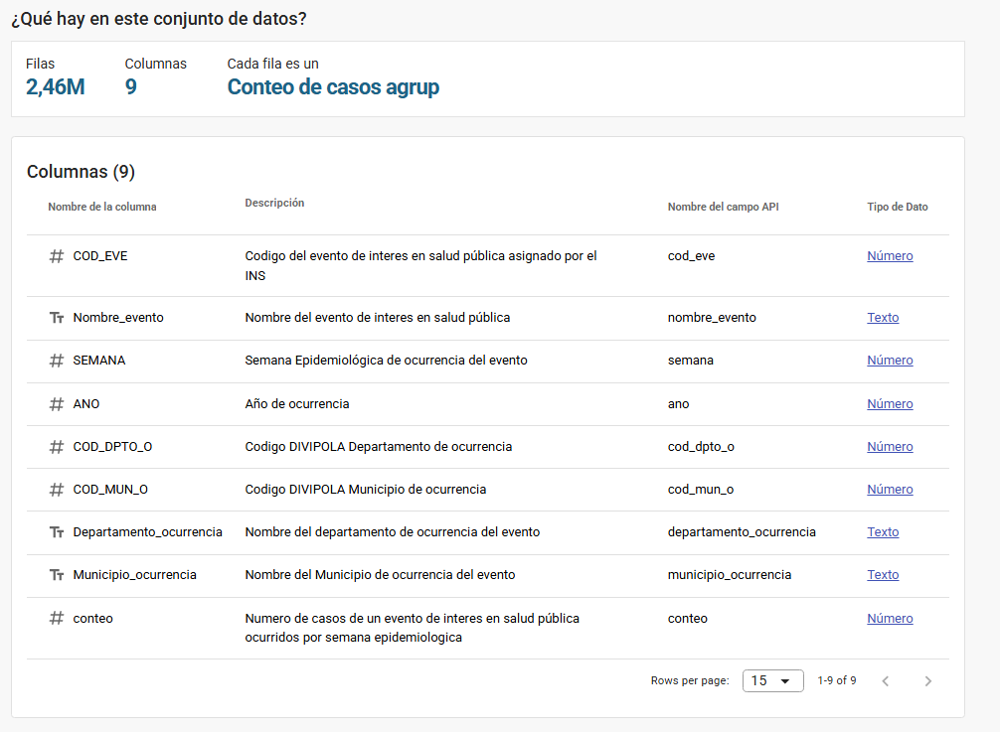 ¿Qué hay en este conjunto de datos?
Filas Columnas Cada fila es un
2,46M 9 Conteo de casos agrup
Columnas (9)
Nombre de la columna Descripción Nombre del campo API Tipo de Dato
COD_EVE Codigo del evento de interes en salud pública asignado por el cod_eve Número
INS
Nombre_evento Nombre del evento de interes en salud pública nombre_evento Texto
SEMANA Semana Epidemiológica de ocurrencia del evento semana Número
ANO Año de ocurrencia ano Número
COD_DPTO_O Codigo DIVIPOLA Departamento de ocurrencia cod_dpto_o Número
COD_MUN_O Codigo DIVIPOLA Municipio de ocurrencia cod_mun_o Número
Departamento_ocurrencia Nombre del departamento de ocurrencia del evento departamento_ocurrencia Texto
Municipio_ocurrencia Nombre del Municipio de ocurrencia del evento municipio_ocurrencia Texto
conteo Numero de casos de un evento de interes en salud pública conteo Número
ocurridos por semana epidemiologica
Rows per page: 15 1-9 of 9